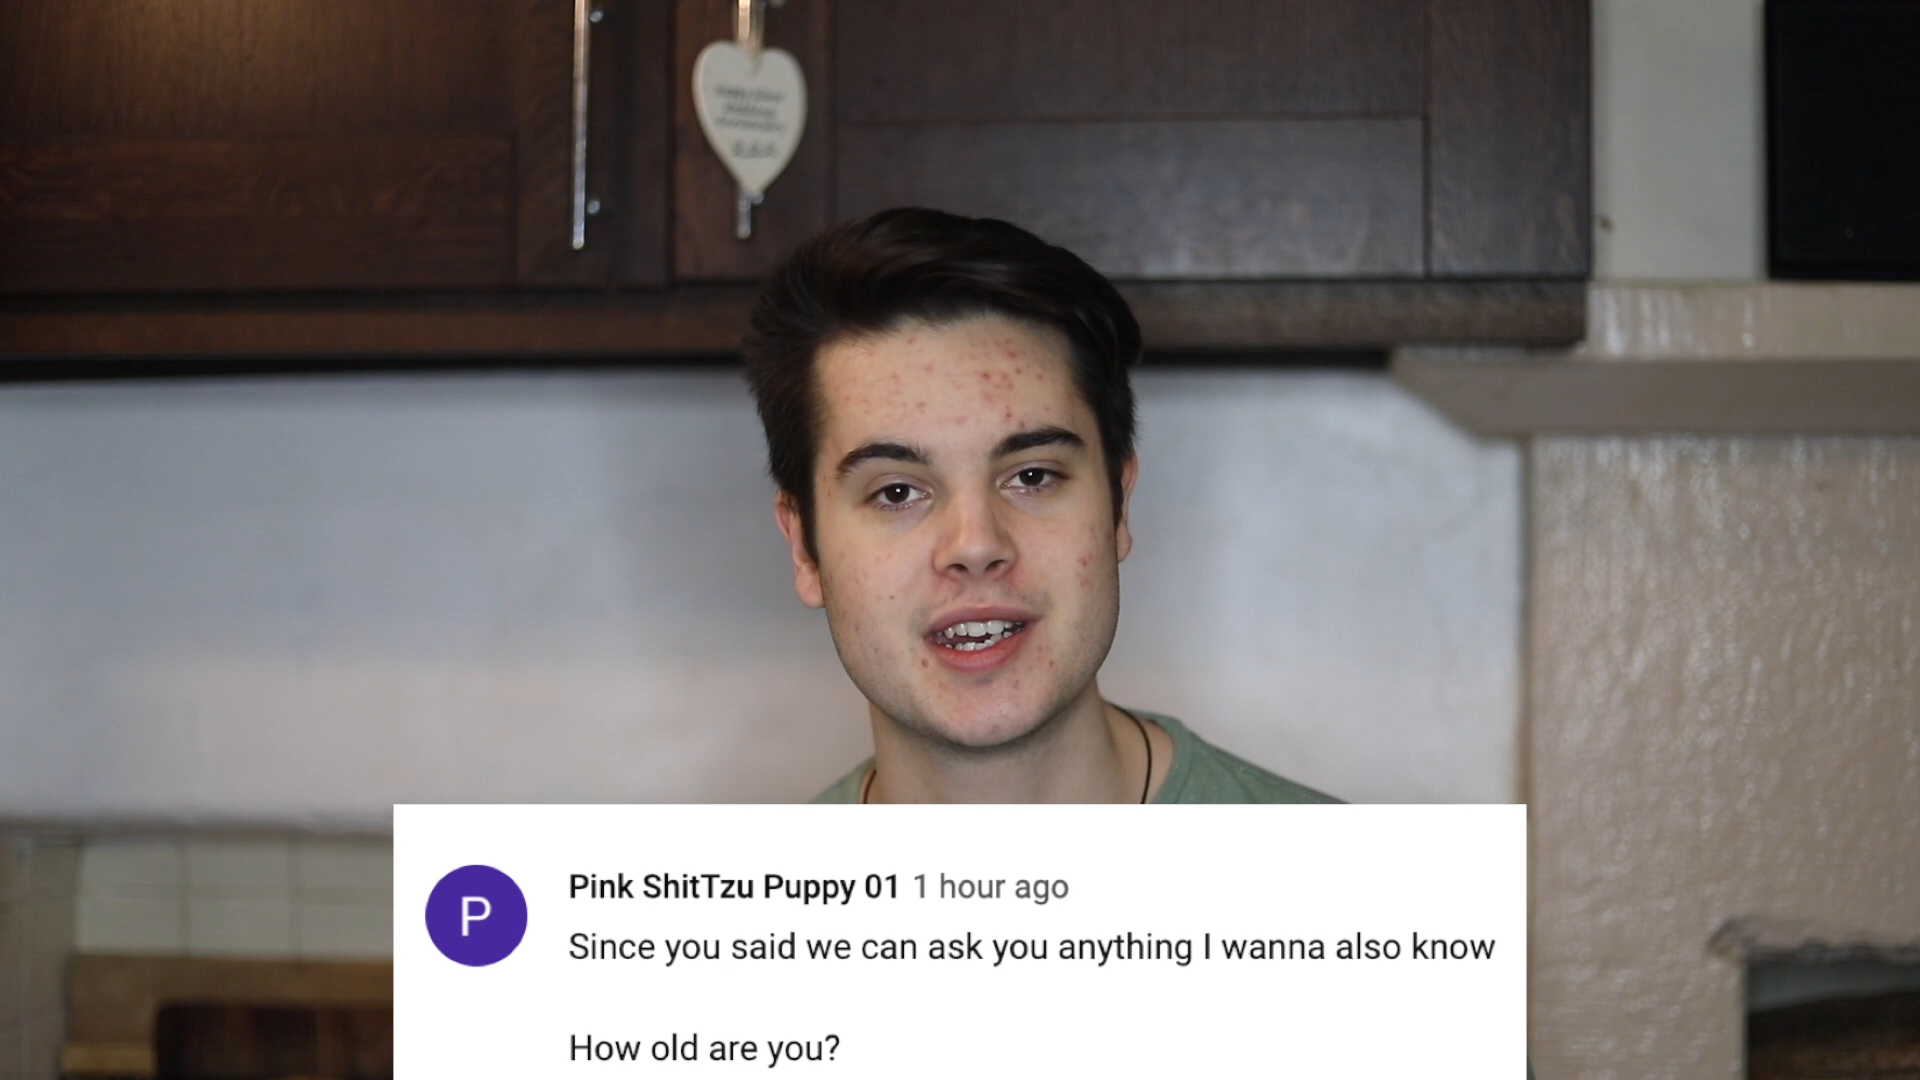 P
Pink ShitTzu Puppy 01 1 hour ago
Since you said we can ask you anything I wanna also know
How old are you?